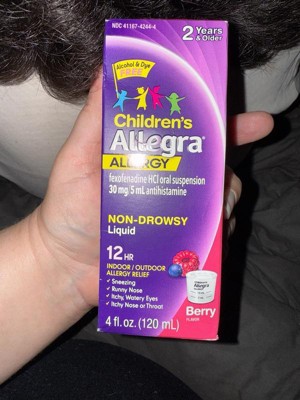 NDC 41167-4244-4
2 Years
& Older
Alcohol & Dye
FREE
Children's
Allegra
ALLERGY
fexofenadine HCl oral suspension
30 mg/5 mL antihistamine
NON-DROWSY
Liquid
12 HR
INDOOR / OUTDOOR
ALLERGY RELIEF
✓ Sneezing
✓ Runny Nose
✓ Itchy, Watery Eyes
✓ Itchy Nose or Throat
4 fl. oz. (120 mL)
Children's
Allegra
Berry
FLAVOR